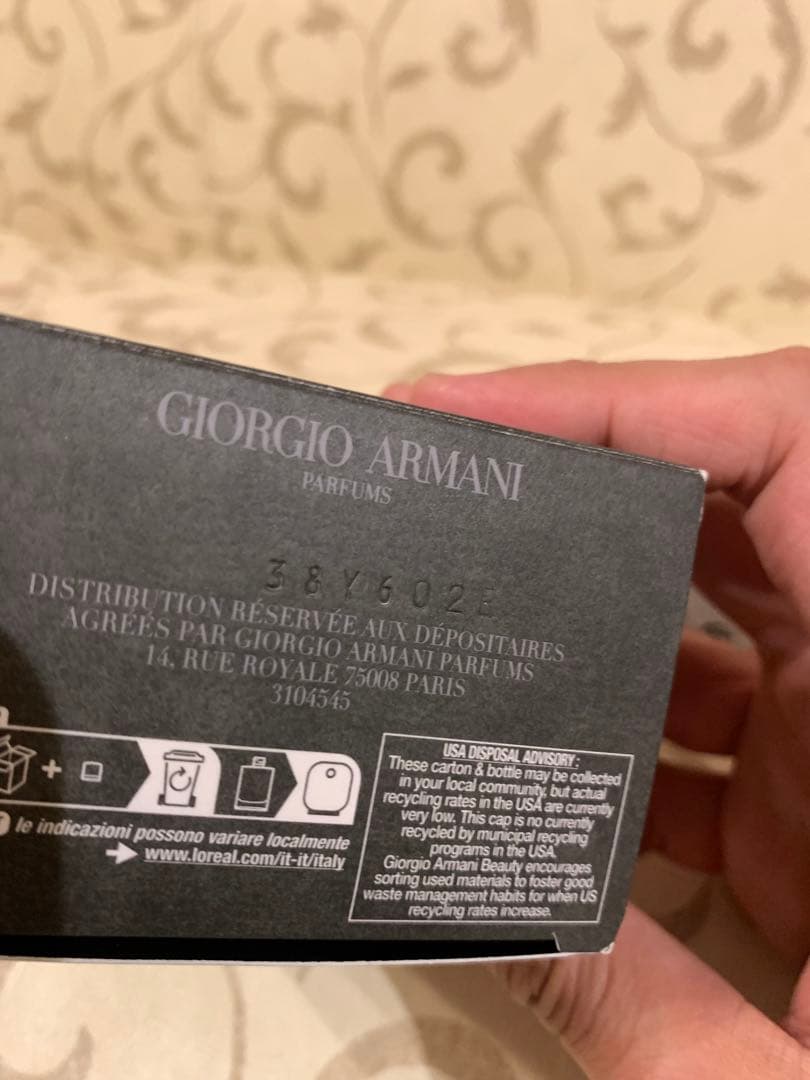 GIORGIO ARMANI
PARFUMS
38Y602E
DISTRIBUTION RÉSERVÉE AUX DÉPOSITAIRES
AGRÉÉS PAR GIORGIO ARMANI PARFUMS
14, RUE ROYALE 75008 PARIS
3104545
le indicazioni possono variare localmente
www.loreal.com/it-it/italy
USA DISPOSAL ADVISORY :
These carton & bottle may be collected
in your local community, but actual
recycling rates in the USA are currently
very low. This cap is no currently
recycled by municipal recycling
programs in the USA.
Giorgio Armani Beauty encourages
sorting used materials to foster good
waste management habits for when US
recycling rates increase.